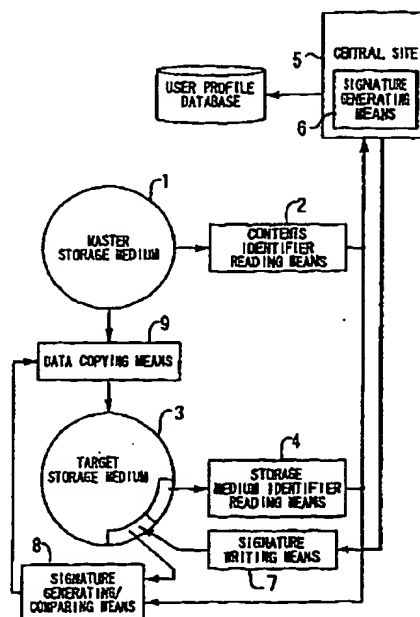 5
CENTRAL SITE
SIGNATURE
GENERATING
MEANS
6
USER PROFILE
DATABASE
1
MASTER
STORAGE MEDIUM
2
CONTENTS
IDENTIFIER
READING MEANS
9
DATA COPYING MEANS
3
TARGET
STORAGE MEDIUM
4
STORAGE
MEDIUM IDENTIFIER
READING MEANS
8
SIGNATURE
GENERATING/
COMPARING MEANS
SIGNATURE
WRITING MEANS
7